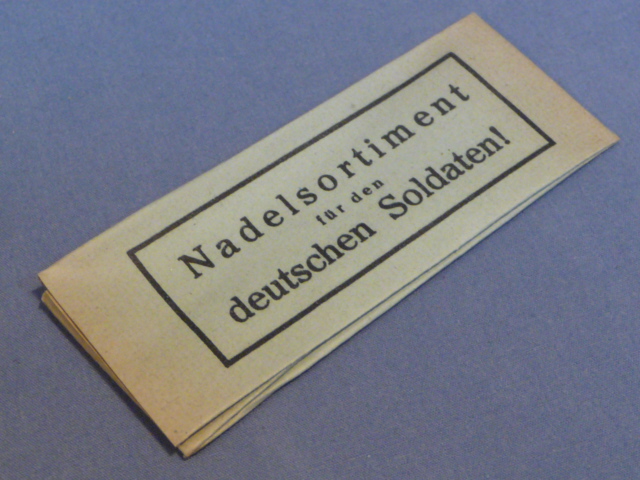 Nadelsortiment
für den
deutschen Soldaten!